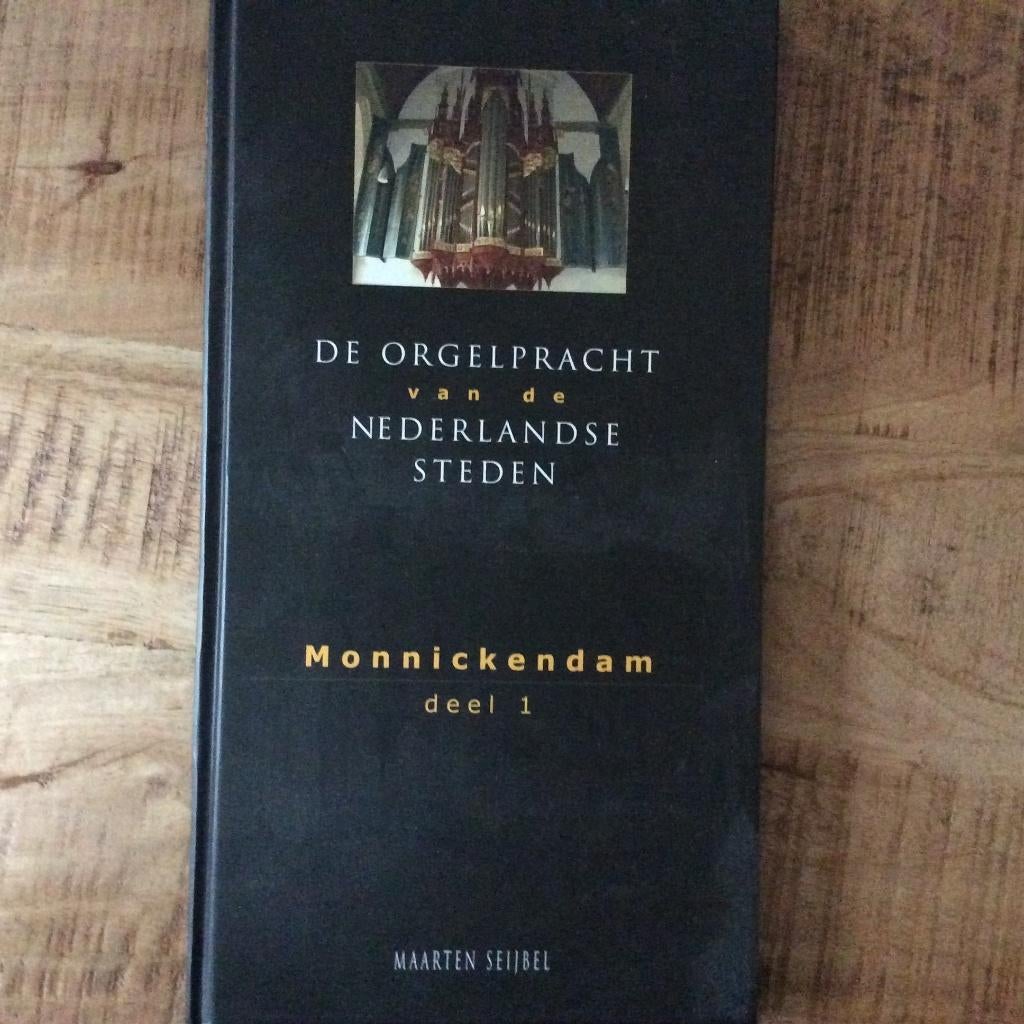 DE ORGELPRACHT
van de
NEDERLANDSE
STEDEN
Monnickendam
deel 1
MAARTEN SEIJBEL